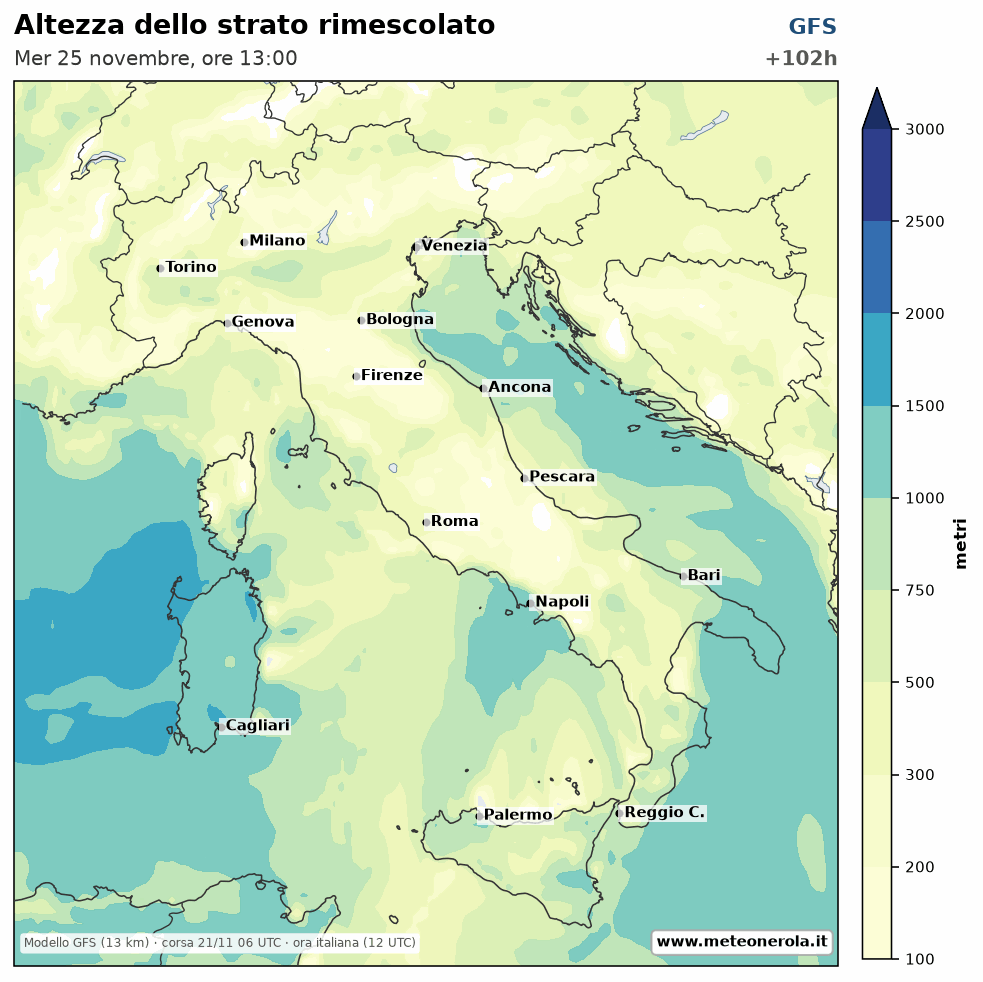 Altezza dello strato rimescolato
GFS
Mer 25 novembre, ore 13:00
+102h
3000
2500
2000
1500
1000
750
500
300
200
100
metri
Milano
Venezia
Torino
Genova
Bologna
Firenze
Ancona
Pescara
Roma
Bari
Napoli
Cagliari
Palermo
Reggio C.
Modello GFS (13 km) · corsa 21/11 06 UTC · ora italiana (12 UTC)
www.meteonerola.it